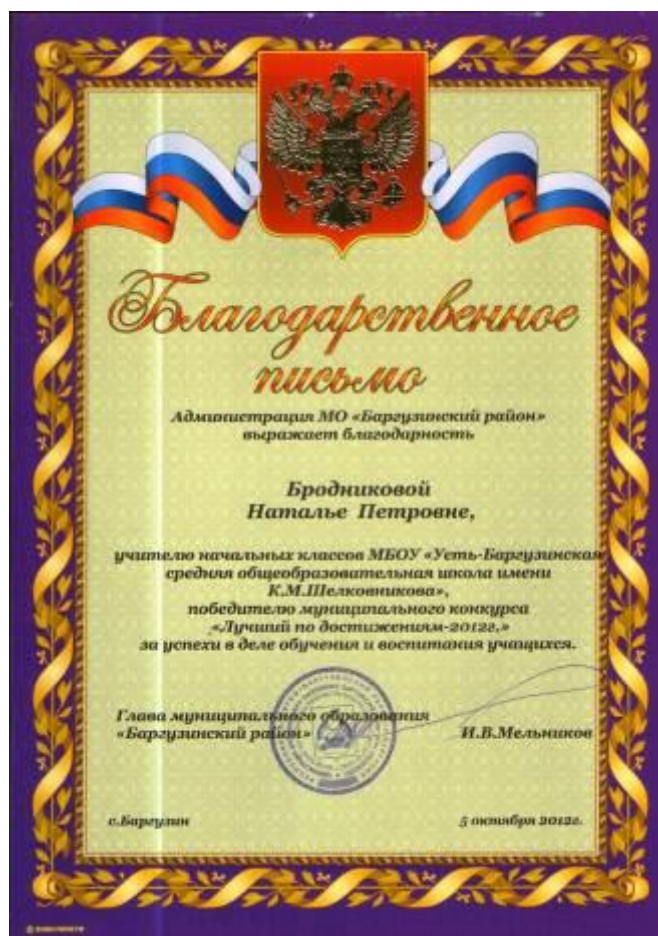 Благодарственное
письмо
Администрация МО «Баргузинский район»
выражает благодарность
Бродниковой
Наталье Петровне,
учителю начальных классов МБОУ «Усть-Баргузинская
средняя общеобразовательная школа имени
К.М.Шелковникова»,
победителю муниципального конкурса
«Лучший по достижениям-2012г.»
за успехи в деле обучения и воспитания учащихся.
Глава муниципального образования
«Баргузинский район» И.В.Мельников
с.Баргузин 5 октября 2012г.